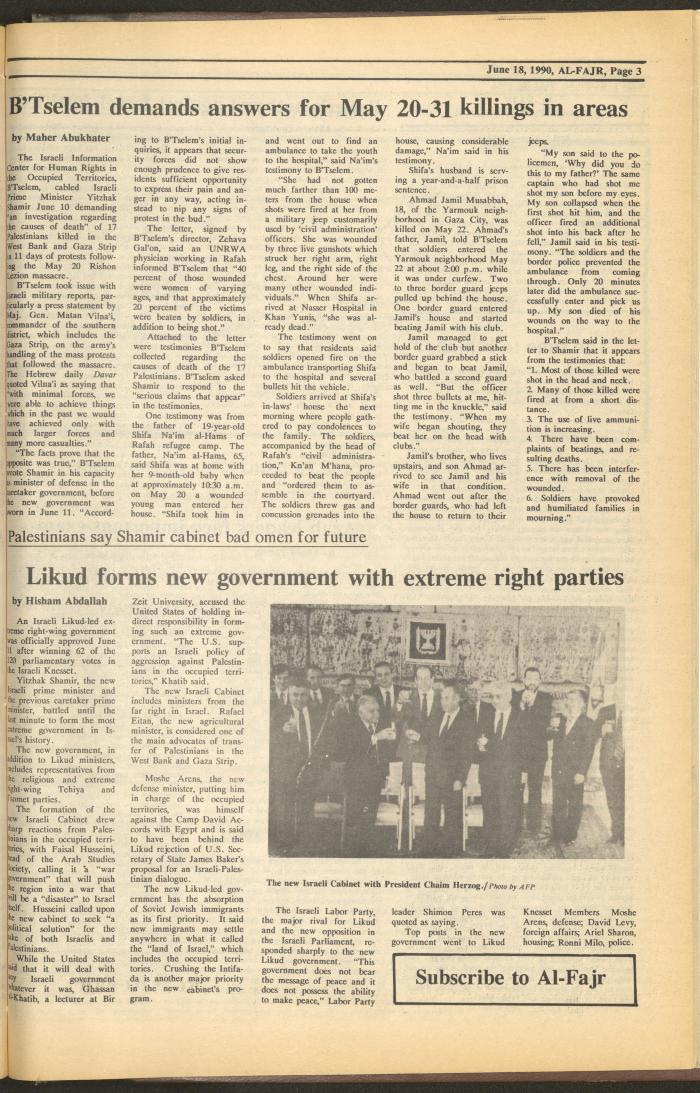 June 18, 1990, AL-FAJR, Page 3
B'Tselem demands answers for May 20-31 killings in areas
by Maher Abukhater
The Israeli Information
Center for Human Rights in
the Occupied Territories,
B'Tselem, cabled Israeli
Prime Minister Yitzhak
Shamir June 10 demanding
"an investigation regarding
the causes of death" of 17
Palestinians killed in the
West Bank and Gaza Strip
in 11 days of protests follow-
ing the May 20 Rishon
Lezion massacre.
B'Tselem took issue with
Israeli military reports, par-
ticularly a press statement by
Maj. Gen. Matan Vilna'i,
commander of the southern
district, which includes the
Gaza Strip, on the army's
handling of the mass protests
that followed the massacre.
The Hebrew daily Davar
quoted Vilna'i as saying that
"with minimal forces, we
were able to achieve things
which in the past we would
have achieved only with
much larger forces and
many more casualties."
"The facts prove that the
opposite was true," B'Tselem
wrote Shamir in his capacity
as minister of defense in the
caretaker government, before
the new government was
sworn in June 11. "Accord-
ing to B'Tselem's initial in-
quiries, it appears that secur-
ity forces did not show
enough prudence to give res-
idents sufficient opportunity
to express their pain and an-
ger in any way, acting in-
stead to nip any signs of
protest in the bud."
The letter, signed by
B'Tselem's director, Zehava
Gal'on, said an UNRWA
physician working in Rafah
informed B'Tselem that "40
percent of those wounded
were women of varying
ages, and that approximately
20 percent of the victims
were beaten by soldiers, in
addition to being shot."
Attached to the letter
were testimonies B'Tselem
collected regarding the
causes of death of the 17
Palestinians. B'Tselem asked
Shamir to respond to the
"serious claims that appear"
in the testimonies.
One testimony was from
the father of 19-year-old
Shifa Na'im al-Hams of
Rafah refugee camp. The
father, Na'im al-Hams, 65,
said Shifa was at home with
her 9-month-old baby when
at approximately 10:30 a.m.
on May 20 a wounded
young man entered her
house. "Shifa took him in
and went out to find an
ambulance to take the youth
to the hospital," said Na'im's
testimony to B'Tselem.
"She had not gotten
much farther than 100 me-
ters from the house when
shots were fired at her from
a military jeep customarily
used by 'civil administration'
officers. She was wounded
by three live gunshots which
struck her right arm, right
leg, and the right side of the
chest. Around her were
many other wounded indi-
viduals." When Shifa ar-
rived at Nasser Hospital in
Khan Yunis, "she was al-
ready dead."
The testimony went on
to say that residents said
soldiers opened fire on the
ambulance transporting Shifa
to the hospital and several
bullets hit the vehicle.
Soldiers arrived at Shifa's
in-laws' house the next
morning where people gath-
ered to pay condolences to
the family. The soldiers,
accompanied by the head of
Rafah's "civil administra-
tion," Kn'an M'hana, pro-
ceeded to beat the people
and "ordered them to as-
semble in the courtyard.
The soldiers threw gas and
concussion grenades into the
house, causing considerable
damage," Na'im said in his
testimony.
Shifa's husband is serv-
ing a year-and-a-half prison
sentence.
Ahmad Jamil Musabbah,
18, of the Yarmouk neigh-
borhood in Gaza City, was
killed on May 22. Ahmad's
father, Jamil, told B'Tselem
that soldiers entered the
Yarmouk neighborhood May
22 at about 2:00 p.m. while
it was under curfew. Two
to three border guard jeeps
pulled up behind the house.
One border guard entered
Jamil's house and started
beating Jamil with his club.
Jamil managed to get
hold of the club but another
border guard grabbed a stick
and began to beat Jamil,
who battled a second guard
as well. "But the officer
shot three bullets at me, hit-
ting me in the knuckle," said
the testimony. "When my
wife began shouting, they
beat her on the head with
clubs."
Jamil's brother, who lives
upstairs, and son Ahmad ar-
rived to see Jamil and his
wife in that condition.
Ahmad went out after the
border guards, who had left
the house to return to their
jeeps.
"My son said to the po-
licemen, 'Why did you do
this to my father?' The same
captain who had shot me
shot my son before my eyes.
My son collapsed when the
first shot hit him, and the
officer fired an additional
shot into his back after he
fell," Jamil said in his testi-
mony. "The soldiers and the
border police prevented the
ambulance from coming
through. Only 20 minutes
later did the ambulance suc-
cessfully enter and pick us
up. My son died of his
wounds on the way to the
hospital."
B'Tselem said in the let-
ter to Shamir that it appears
from the testimonies that:
"1. Most of those killed were
shot in the head and neck.
2. Many of those killed were
fired at from a short dis-
tance.
3. The use of live ammuni-
tion is increasing.
4. There have been com-
plaints of beatings, and re-
sulting deaths.
5. There has been interfer-
ence with removal of the
wounded.
6. Soldiers have provoked
and humiliated families in
mourning."
Palestinians say Shamir cabinet bad omen for future
Likud forms new government with extreme right parties
by Hisham Abdallah
An Israeli Likud-led ex-
treme right-wing government
was officially approved June
11 after winning 62 of the
120 parliamentary votes in
the Israeli Knesset.
Yitzhak Shamir, the new
Israeli prime minister and
the previous caretaker prime
minister, battled until the
last minute to form the most
extreme government in Is-
rael's history.
The new government, in
addition to Likud ministers,
includes representatives from
the religious and extreme
right-wing Tehiya and
Tsomet parties.
The formation of the
new Israeli Cabinet drew
sharp reactions from Pales-
tinians in the occupied terri-
tories, with Faisal Husseini,
head of the Arab Studies
Society, calling it a "war
government" that will push
the region into a war that
will be a "disaster" to Israel
itself. Husseini called upon
the new cabinet to seek "a
political solution" for the
sake of both Israelis and
Palestinians.
While the United States
said that it will deal with
any Israeli government
whatever it was, Ghassan
al-Khatib, a lecturer at Bir
Zeit University, accused the
United States of holding in-
direct responsibility in form-
ing such an extreme gov-
ernment. "The U.S. sup-
ports an Israeli policy of
aggression against Palestin-
ians in the occupied territo-
ries," Khatib said.
The new Israeli Cabinet
includes ministers from the
far right in Israel. Rafael
Eitan, the new agricultural
minister, is considered one of
the main advocates of trans-
fer of Palestinians in the
West Bank and Gaza Strip.
Moshe Arens, the new
defense minister, putting him
in charge of the occupied
territories, was himself
against the Camp David Ac-
cords with Egypt and is said
to have been behind the
Likud rejection of U.S. Sec-
retary of State James Baker's
proposal for an Israeli-Pales-
tinian dialogue.
The new Likud-led gov-
ernment has the absorption
of Soviet Jewish immigrants
as its first priority. It said
new immigrants may settle
anywhere in what it called
the "land of Israel," which
includes the occupied terri-
tories. Crushing the Intifa-
da is another major priority
in the new cabinet's pro-
gram.
The new Israeli Cabinet with President Chaim Herzog./Photo by AFP
The Israeli Labor Party,
the major rival for Likud
and the new opposition in
the Israeli Parliament, re-
sponded sharply to the new
Likud government. "This
government does not bear
the message of peace and it
does not possess the ability
to make peace," Labor Party
leader Shimon Peres was
quoted as saying.
Top posts in the new
government went to Likud
Knesset Members Moshe
Arens, defense; David Levy,
foreign affairs; Ariel Sharon,
housing; Ronni Milo, police.
Subscribe to Al-Fajr